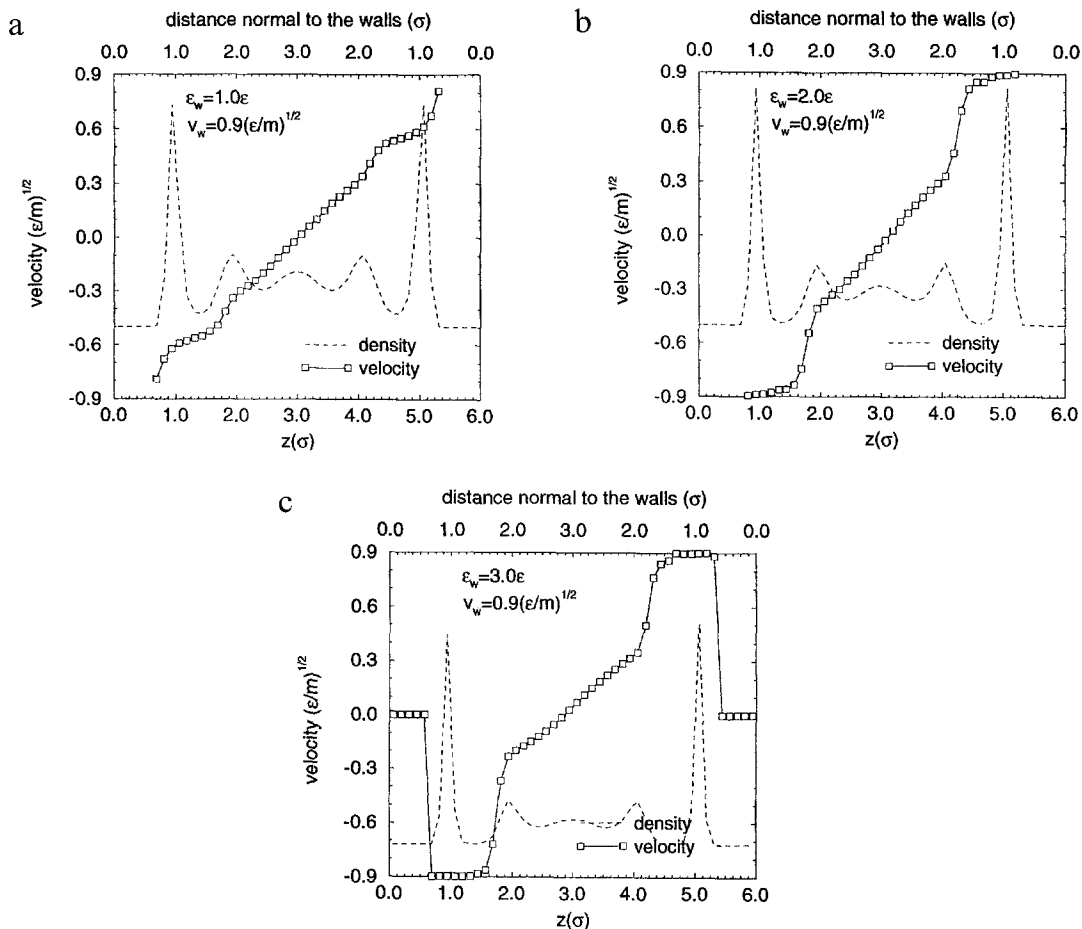 a
distance normal to the walls (σ)
0.0 1.0 2.0 3.0 2.0 1.0 0.0
0.9
0.6
0.3
0.0
-0.3
-0.6
-0.9
velocity (ε/m)^1/2
ε_w=1.0ε
v_w=0.9(ε/m)^1/2
density
velocity
0.0 1.0 2.0 3.0 4.0 5.0 6.0
z(σ)
b
distance normal to the walls (σ)
0.0 1.0 2.0 3.0 2.0 1.0 0.0
0.9
0.6
0.3
0.0
-0.3
-0.6
-0.9
velocity (ε/m)^1/2
ε_w=2.0ε
v_w=0.9(ε/m)^1/2
density
velocity
0.0 1.0 2.0 3.0 4.0 5.0 6.0
z(σ)
c
distance normal to the walls (σ)
0.0 1.0 2.0 3.0 2.0 1.0 0.0
0.9
0.6
0.3
0.0
-0.3
-0.6
-0.9
velocity (ε/m)^1/2
ε_w=3.0ε
v_w=0.9(ε/m)^1/2
density
velocity
0.0 1.0 2.0 3.0 4.0 5.0 6.0
z(σ)